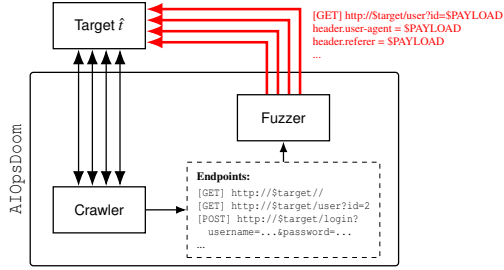 Target t̂
[GET] http://$target/user?id=$PAYLOAD
header.user-agent = $PAYLOAD
header.referer = $PAYLOAD
...
AIOpsDoom
Fuzzer
Crawler
Endpoints:
[GET] http://$target//
[GET] http://$target/user?id=2
[POST] http://$target/login?
username=...&password=...
...